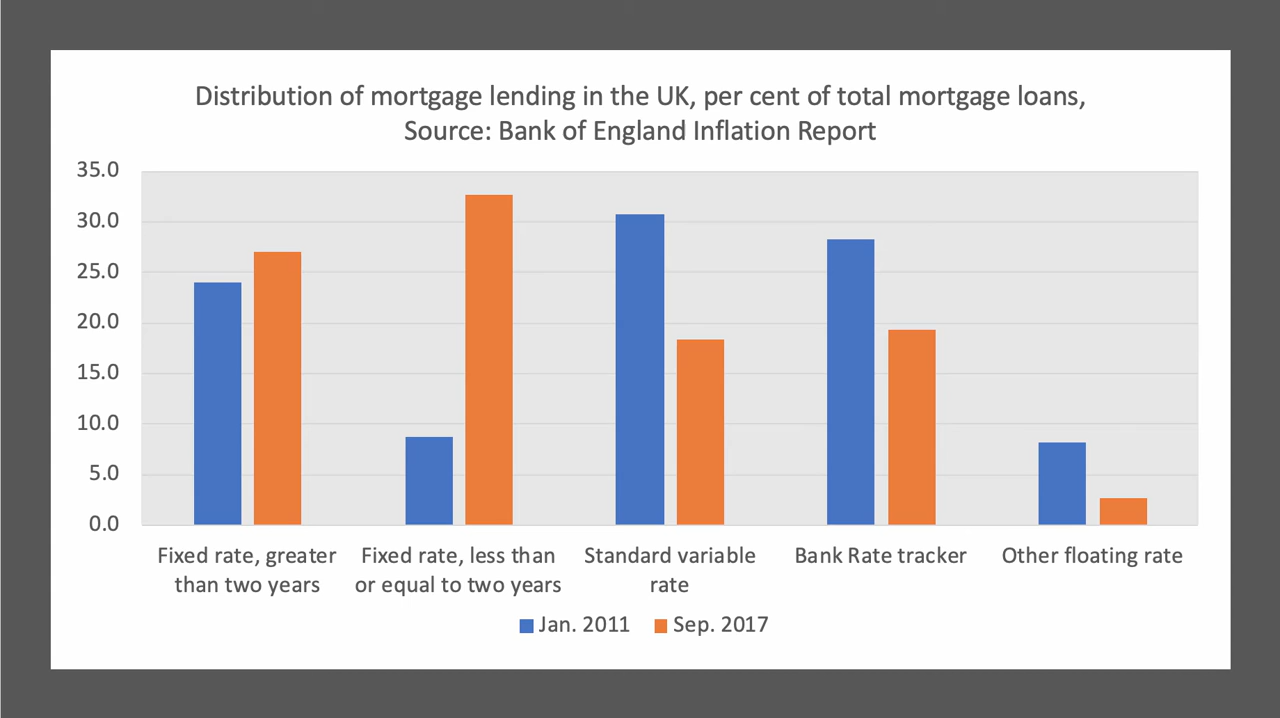 Distribution of mortgage lending in the UK, per cent of total mortgage loans,
Source: Bank of England Inflation Report
35.0
30.0
25.0
20.0
15.0
10.0
5.0
0.0
Fixed rate, greater
than two years
Fixed rate, less than
or equal to two years
Standard variable
rate
Bank Rate tracker
Other floating rate
Jan. 2011
Sep. 2017